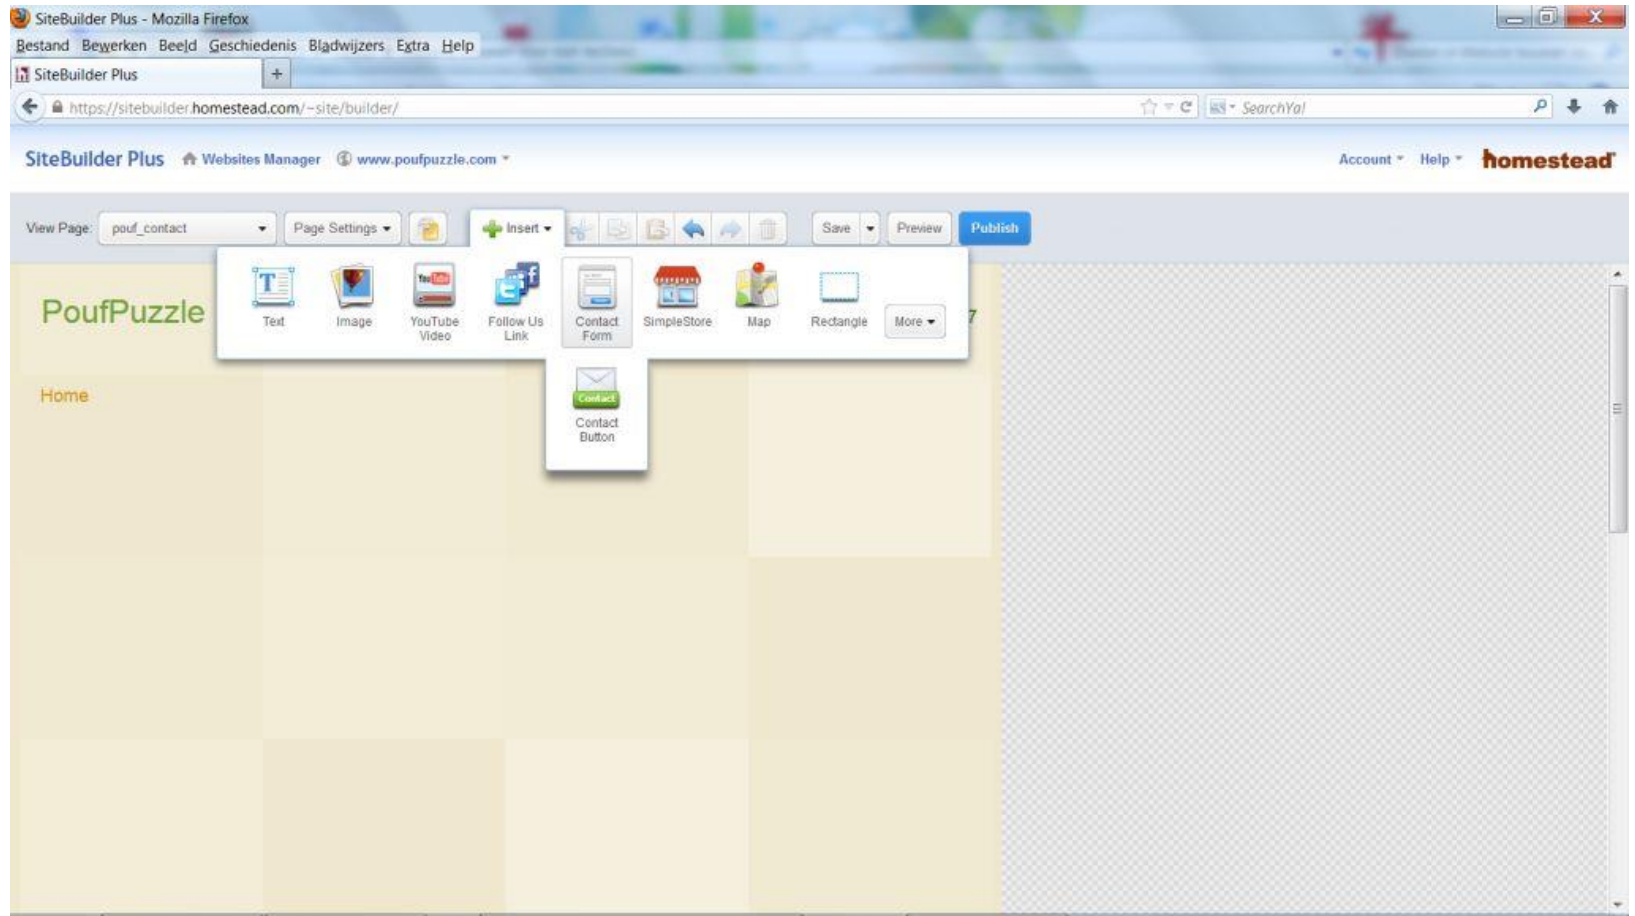 SiteBuilder Plus - Mozilla Firefox
Bestand Bewerken Beeld Geschiedenis Bladwijzers Extra Help
SiteBuilder Plus +
https://sitebuilder.homestead.com/~site/builder/ SearchYa!
SiteBuilder Plus Websites Manager www.poufpuzzle.com Account Help homestead
View Page: pouf_contact Page Settings Insert Save Preview Publish
PoufPuzzle 7
Text Image YouTube Video Follow Us Link Contact Form SimpleStore Map Rectangle More
Home
Contact
Contact Button